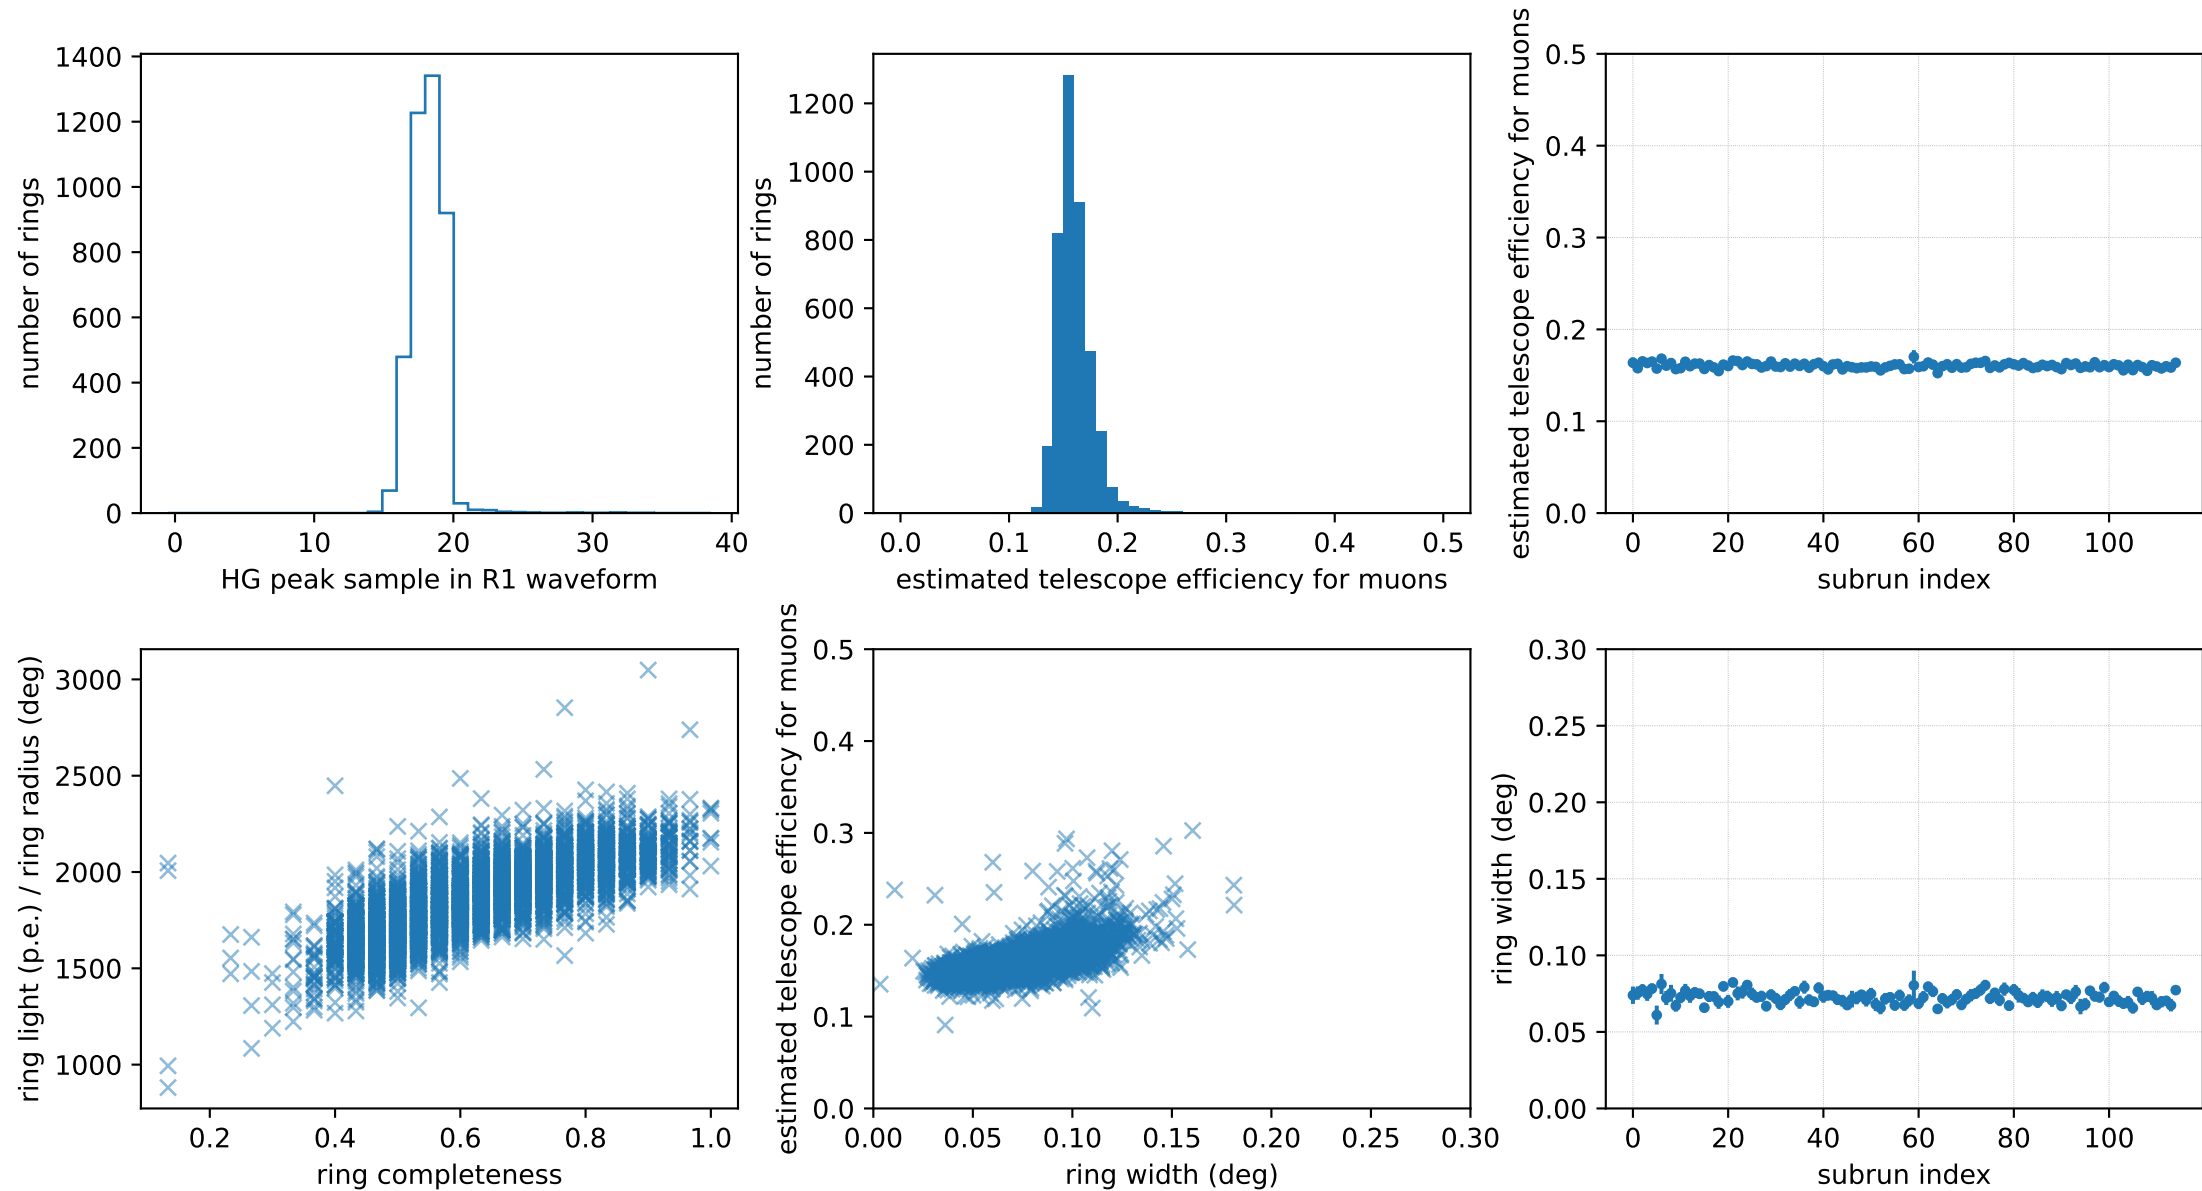 1400
1200
1000
800
600
400
200
0
number of rings
0 10 20 30 40
HG peak sample in R1 waveform
1200
1000
800
600
400
200
0
number of rings
0.0 0.1 0.2 0.3 0.4 0.5
estimated telescope efficiency for muons
0.5
0.4
0.3
0.2
0.1
0.0
estimated telescope efficiency for muons
0 20 40 60 80 100
subrun index
3000
2500
2000
1500
1000
ring light (p.e.) / ring radius (deg)
0.2 0.4 0.6 0.8 1.0
ring completeness
0.5
0.4
0.3
0.2
0.1
0.0
estimated telescope efficiency for muons
0.00 0.05 0.10 0.15 0.20 0.25 0.30
ring width (deg)
0.30
0.25
0.20
0.15
0.10
0.05
0.00
ring width (deg)
0 20 40 60 80 100
subrun index